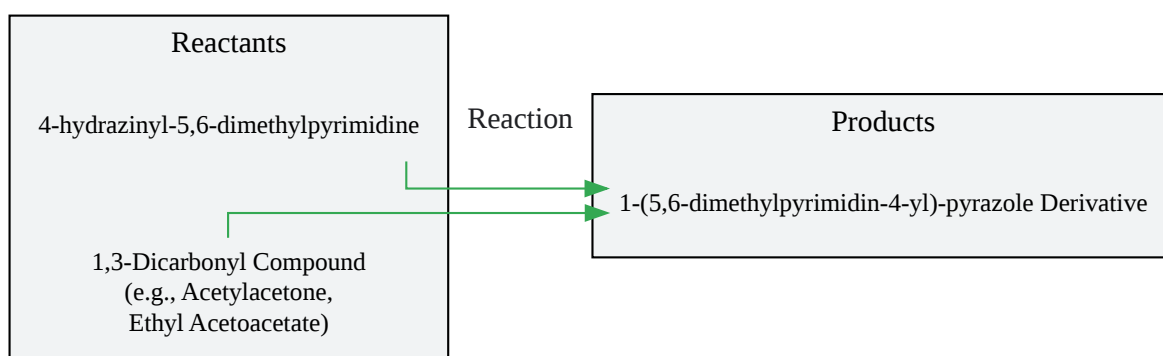 Reactants
4-hydrazinyl-5,6-dimethylpyrimidine
1,3-Dicarbonyl Compound
(e.g., Acetylacetone,
Ethyl Acetoacetate)
Reaction
Products
1-(5,6-dimethylpyrimidin-4-yl)-pyrazole Derivative